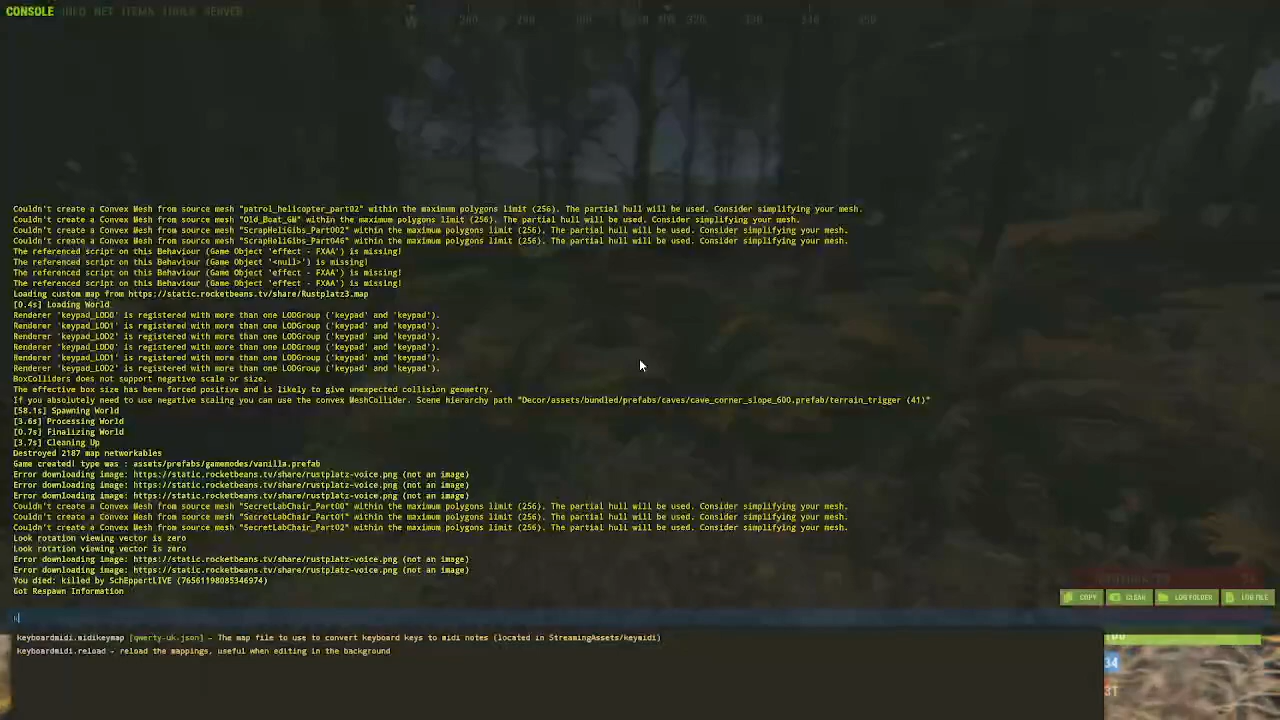 CONSOLE INFO NET ITEMS TOOLS SERVER
W 280 290 300 NW 320 330 340 350
Couldn't create a Convex Mesh from source mesh "patrol_helicopter_part02" within the maximum polygons limit (256). The partial hull will be used. Consider simplifying your mesh.
Couldn't create a Convex Mesh from source mesh "Old_Boat_GW" within the maximum polygons limit (256). The partial hull will be used. Consider simplifying your mesh.
Couldn't create a Convex Mesh from source mesh "ScrapHeliGibs_Part002" within the maximum polygons limit (256). The partial hull will be used. Consider simplifying your mesh.
Couldn't create a Convex Mesh from source mesh "ScrapHeliGibs_Part046" within the maximum polygons limit (256). The partial hull will be used. Consider simplifying your mesh.
The referenced script on this Behaviour (Game Object 'effect - FXAA') is missing!
The referenced script on this Behaviour (Game Object '<null>') is missing!
The referenced script on this Behaviour (Game Object 'effect - FXAA') is missing!
The referenced script on this Behaviour (Game Object 'effect - FXAA') is missing!
Loading custom map from https://static.rocketbeans.tv/share/Rustplatz3.map
[0.4s] Loading World
Renderer 'keypad_LOD0' is registered with more than one LODGroup ('keypad' and 'keypad').
Renderer 'keypad_LOD1' is registered with more than one LODGroup ('keypad' and 'keypad').
Renderer 'keypad_LOD2' is registered with more than one LODGroup ('keypad' and 'keypad').
Renderer 'keypad_LOD0' is registered with more than one LODGroup ('keypad' and 'keypad').
Renderer 'keypad_LOD1' is registered with more than one LODGroup ('keypad' and 'keypad').
Renderer 'keypad_LOD2' is registered with more than one LODGroup ('keypad' and 'keypad').
BoxColliders does not support negative scale or size.
The effective box size has been forced positive and is likely to give unexpected collision geometry.
If you absolutely need to use negative scaling you can use the convex MeshCollider. Scene hierarchy path "Decor/assets/bundled/prefabs/caves/cave_corner_slope_600.prefab/terrain_trigger (41)"
[58.1s] Spawning World
[3.6s] Processing World
[0.7s] Finalizing World
[3.7s] Cleaning Up
Destroyed 2187 map networkables
Game created! type was : assets/prefabs/gamemodes/vanilla.prefab
Error downloading image: https://static.rocketbeans.tv/share/rustplatz-voice.png (not an image)
Error downloading image: https://static.rocketbeans.tv/share/rustplatz-voice.png (not an image)
Error downloading image: https://static.rocketbeans.tv/share/rustplatz-voice.png (not an image)
Couldn't create a Convex Mesh from source mesh "SecretLabChair_Part00" within the maximum polygons limit (256). The partial hull will be used. Consider simplifying your mesh.
Couldn't create a Convex Mesh from source mesh "SecretLabChair_Part01" within the maximum polygons limit (256). The partial hull will be used. Consider simplifying your mesh.
Couldn't create a Convex Mesh from source mesh "SecretLabChair_Part02" within the maximum polygons limit (256). The partial hull will be used. Consider simplifying your mesh.
Look rotation viewing vector is zero
Look rotation viewing vector is zero
Error downloading image: https://static.rocketbeans.tv/share/rustplatz-voice.png (not an image)
Error downloading image: https://static.rocketbeans.tv/share/rustplatz-voice.png (not an image)
You died: killed by SchEppertLIVE (76561198085346974)
Got Respawn Information
COPY CLEAR LOG FOLDER LOG FILE
keyboardmidi.midikeymap [qwerty-uk.json] - The map file to use to convert keyboard keys to midi notes (located in StreamingAssets/keymidi)
keyboardmidi.reload - reload the mappings, useful when editing in the background
100
34
31